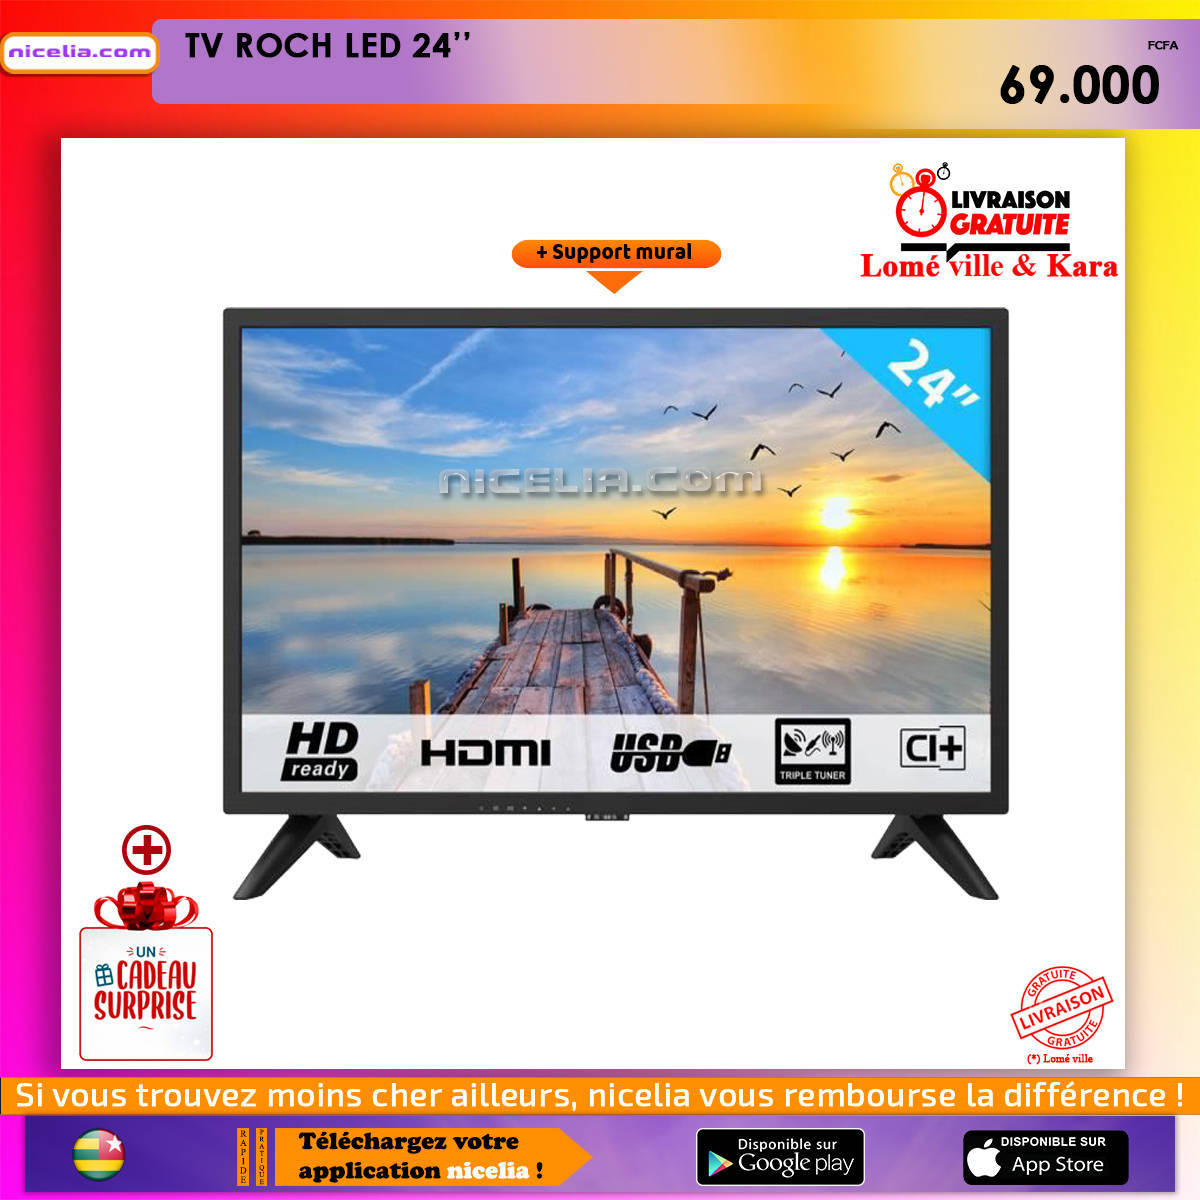 nicelia.com
TV ROCH LED 24’’
FCFA
69.000
LIVRAISON
GRATUITE
Lomé ville & Kara
+ Support mural
24’’
NICELIA.COM
HD
ready
HDMI
USB
TRIPLE TUNER
CI+
UN
CADEAU
SURPRISE
GRATUITE
LIVRAISON
GRATUITE
(*) Lomé ville
Si vous trouvez moins cher ailleurs, nicelia vous rembourse la différence !
RAPIDE
PRATIQUE
Téléchargez votre
application nicelia !
Disponible sur
Google play
DISPONIBLE SUR
App Store